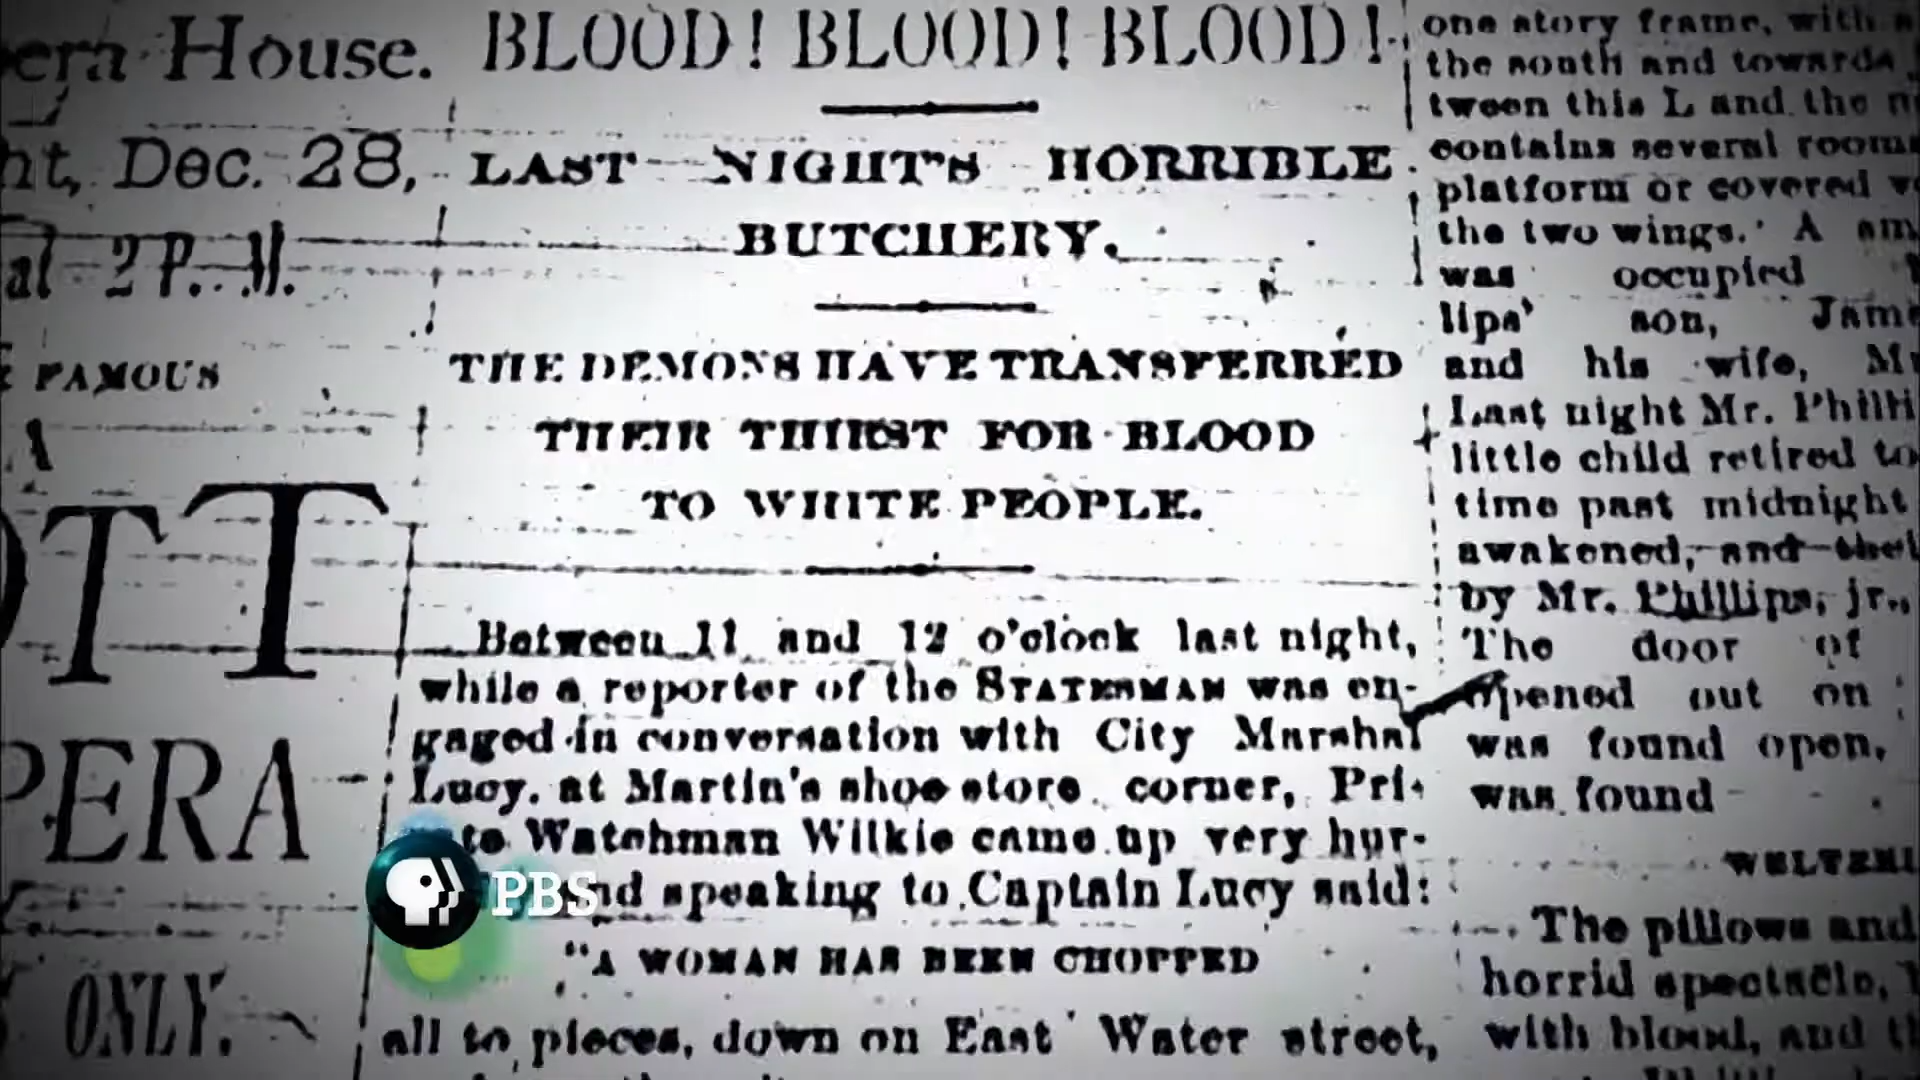 era House.
nt, Dec. 28,
2 P. M.
FAMOUS
A
OTT
PERA
ONLY.
BLOOD! BLOOD! BLOOD!
LAST NIGHT'S HORRIBLE
BUTCHERY.
THE DEMONS HAVE TRANSFERRED
THEIR THIRST FOR BLOOD
TO WHITE PEOPLE.
Between 11 and 12 o'clock last night,
while a reporter of the STATESMAN was en-
gaged in conversation with City Marshal
Lucy, at Martin's shoe store corner, Pri-
te Watchman Wilkie came up very hur-
nd speaking to Captain Lucy said:
"A WOMAN HAS BEEN CHOPPED
all to pieces, down on East Water street,
one story frame, with a
the south and towards
tween this L and the
contains several rooms
platform or covered
the two wings. A
was occupied
lips' son, Jame
and his wife,
Last night Mr. Philli
little child retired to
time past midnight
awakened, and
by Mr. Phillips, jr.,
The door of
opened out on
was found open,
was found
The pillows and
horrid spectacle,
with blood, and
PBS